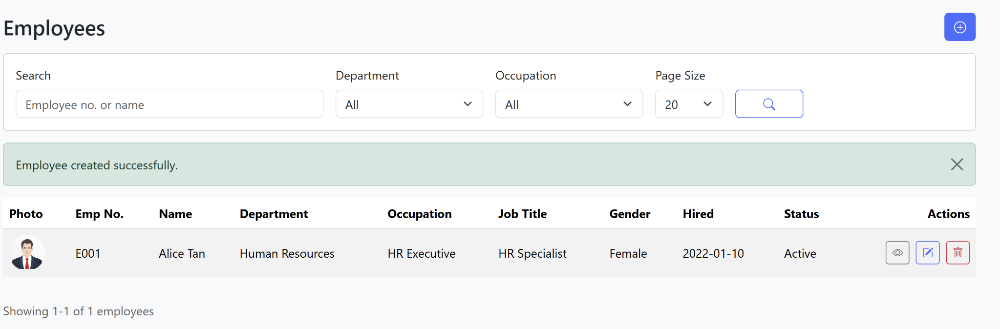 Employees
Search Department Occupation Page Size
Employee no. or name All All 20
Employee created successfully.
Photo Emp No. Name Department Occupation Job Title Gender Hired Status Actions
E001 Alice Tan Human Resources HR Executive HR Specialist Female 2022-01-10 Active
Showing 1-1 of 1 employees